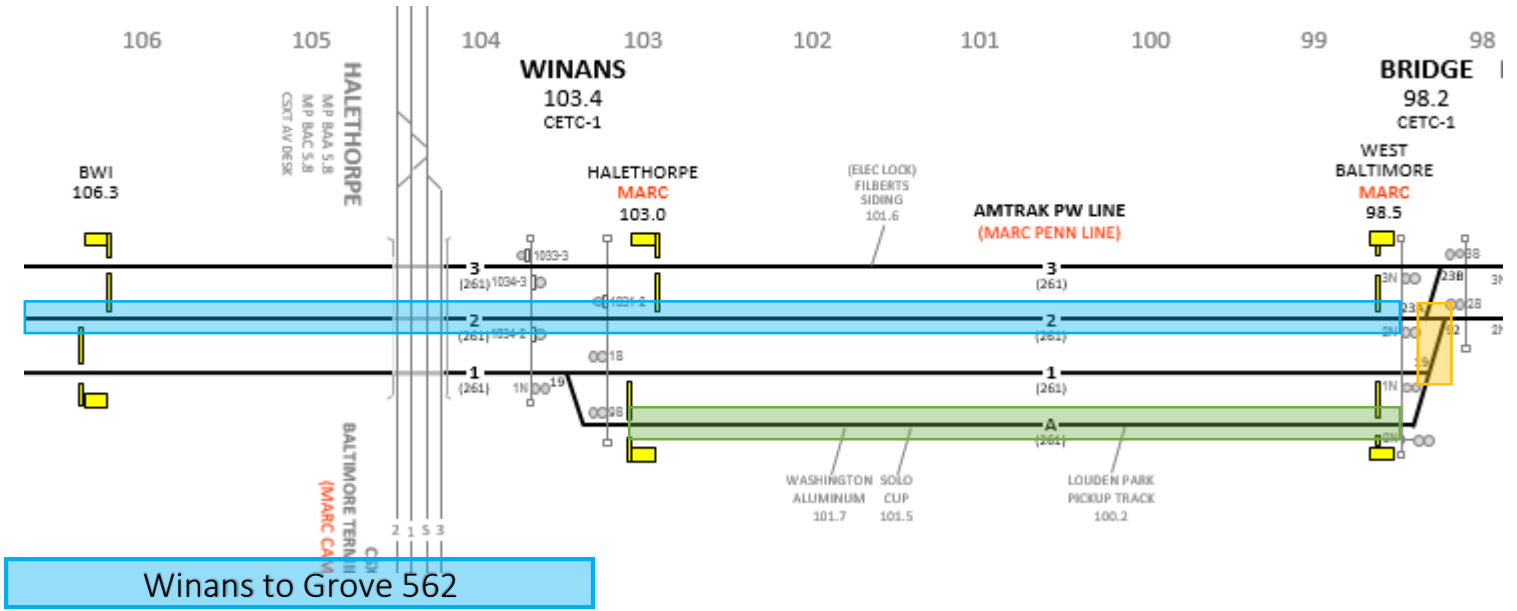 106 105 104 103 102 101 100 99 98
WINANS
103.4
CETC-1
BRIDGE
98.2
CETC-1
HALETHORPE
MP BAA 5.8
MP BAC 5.8
CSXT AV DESK
BWI
106.3
HALETHORPE
MARC
103.0
(ELEC LOCK)
FILBERTS
SIDING
101.6
AMTRAK PW LINE
(MARC PENN LINE)
WEST
BALTIMORE
MARC
98.5
1033-3
3B
3 3
(261) 1034-3 (261) 3N 23B
1031-2 2B
2 2
(261) 1034-2 (261) 2N 92
1B
1 1
(261) 1N 19 (261) 1N
9B
A
(261)
WASHINGTON
ALUMINUM
101.7
SOLO
CUP
101.5
LOUDEN PARK
PICKUP TRACK
100.2
2 1 5 3
BALTIMORE
(MARC
Winans to Grove 562